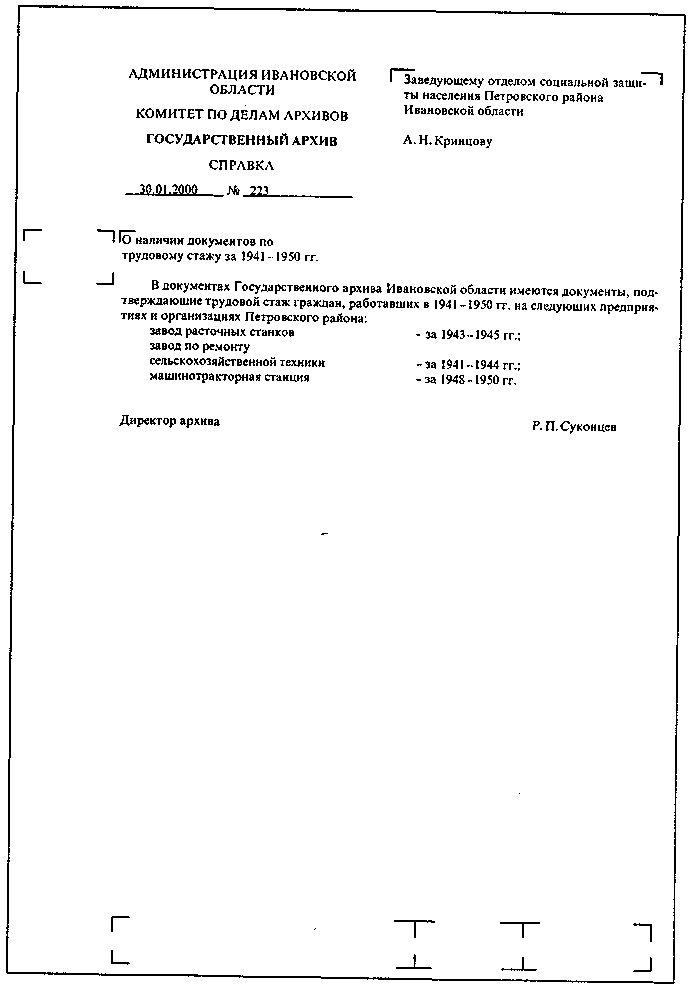 АДМИНИСТРАЦИЯ ИВАНОВСКОЙ
ОБЛАСТИ
КОМИТЕТ ПО ДЕЛАМ АРХИВОВ
ГОСУДАРСТВЕННЫЙ АРХИВ
СПРАВКА
30.01.2000 № 223
Заведующему отделом социальной защи-
ты населения Петровского района
Ивановской области
А. Н. Кринцову
О наличии документов по
трудовому стажу за 1941-1950 гг.
В документах Государственного архива Ивановской области имеются документы, под-
тверждающие трудовой стаж граждан, работавших в 1941-1950 гг. на следующих предприя-
тиях и организациях Петровского района:
завод расточных станков - за 1943-1945 гг.;
завод по ремонту
сельскохозяйственной техники - за 1941-1944 гг.;
машинотракторная станция - за 1948-1950 гг.
Директор архива Р. П. Суконцев